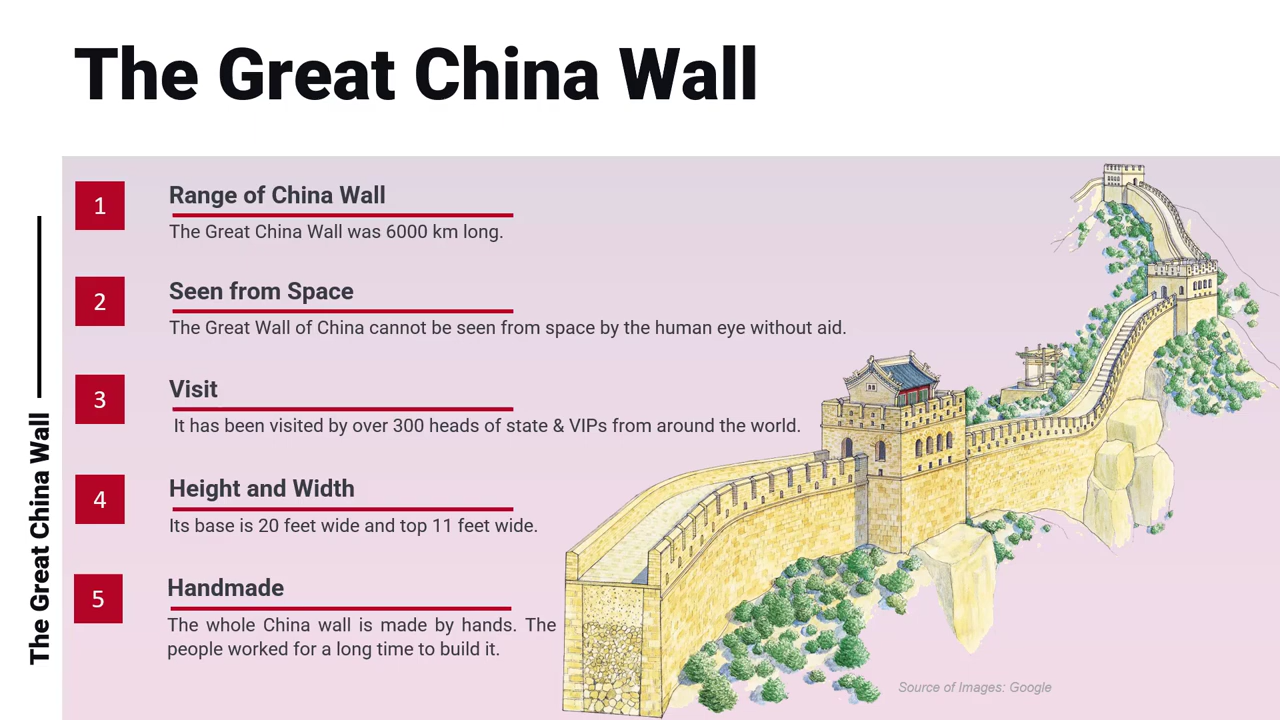 The Great China Wall
The Great China Wall
1
Range of China Wall
The Great China Wall was 6000 km long.
2
Seen from Space
The Great Wall of China cannot be seen from space by the human eye without aid.
3
Visit
It has been visited by over 300 heads of state & VIPs from around the world.
4
Height and Width
Its base is 20 feet wide and top 11 feet wide.
5
Handmade
The whole China wall is made by hands. The
people worked for a long time to build it.
Source of Images: Google